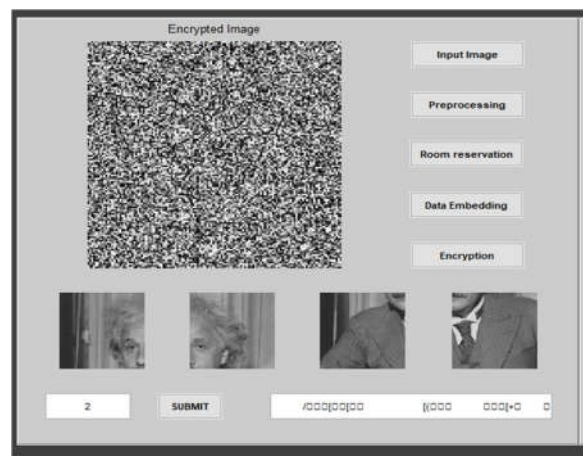 Encrypted Image
Input Image
Preprocessing
Room reservation
Data Embedding
Encryption
2
SUBMIT
/□□□[□□[□□ [(□□□ □□□[+□ □